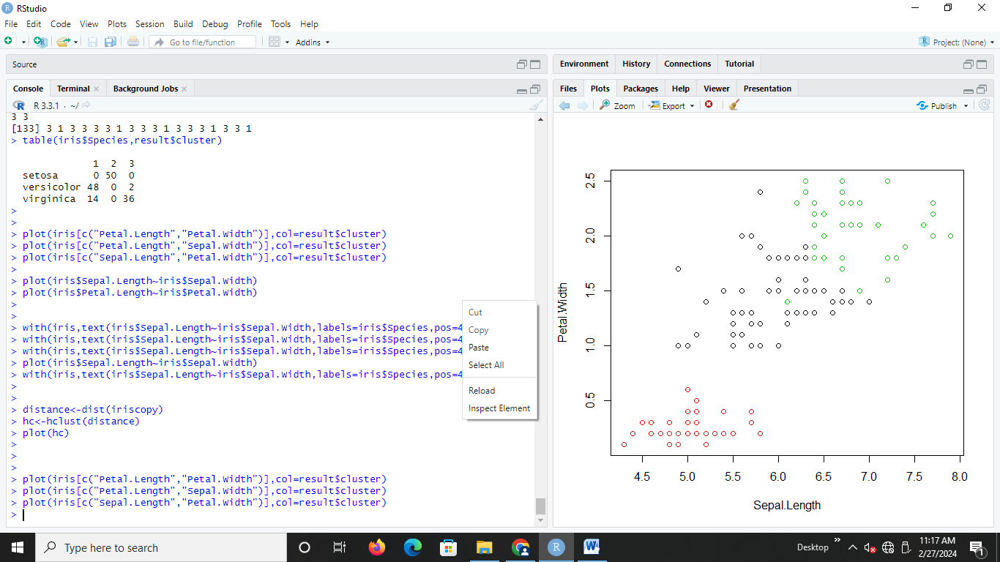 RStudio
File Edit Code View Plots Session Build Debug Profile Tools Help
Go to file/function Addins Project: (None)
Source
Console Terminal Background Jobs
R 3.3.1 · ~/
3 3
[133] 3 1 3 3 3 3 1 3 3 3 1 3 3 3 1 3 3 1
> table(iris$Species,result$cluster)
1 2 3
setosa 0 50 0
versicolor 48 0 2
virginica 14 0 36
>
>
> plot(iris[c("Petal.Length","Petal.Width")],col=result$cluster)
> plot(iris[c("Petal.Length","Sepal.Width")],col=result$cluster)
> plot(iris[c("Sepal.Length","Petal.Width")],col=result$cluster)
>
> plot(iris$Sepal.Length~iris$Sepal.Width)
> plot(iris$Petal.Length~iris$Petal.Width)
>
>
> with(iris,text(iris$Sepal.Length~iris$Sepal.Width,labels=iris$Species,pos=4
> with(iris,text(iris$Sepal.Length~iris$Sepal.Width,labels=iris$Species,pos=4
> with(iris,text(iris$Sepal.Length~iris$Sepal.Width,labels=iris$Species,pos=4
> plot(iris$Sepal.Length~iris$Sepal.Width)
> with(iris,text(iris$Sepal.Length~iris$Sepal.Width,labels=iris$Species,pos=4
>
>
> distance<-dist(iriscopy)
> hc<-hclust(distance)
> plot(hc)
>
>
>
> plot(iris[c("Petal.Length","Petal.Width")],col=result$cluster)
> plot(iris[c("Petal.Length","Sepal.Width")],col=result$cluster)
> plot(iris[c("Sepal.Length","Petal.Width")],col=result$cluster)
>
Cut
Copy
Paste
Select All
Reload
Inspect Element
Environment History Connections Tutorial
Files Plots Packages Help Viewer Presentation
Zoom Export Publish
2.5
2.0
1.5
1.0
0.5
Petal.Width
4.5 5.0 5.5 6.0 6.5 7.0 7.5 8.0
Sepal.Length
Type here to search
Desktop
11:17 AM
2/27/2024
1